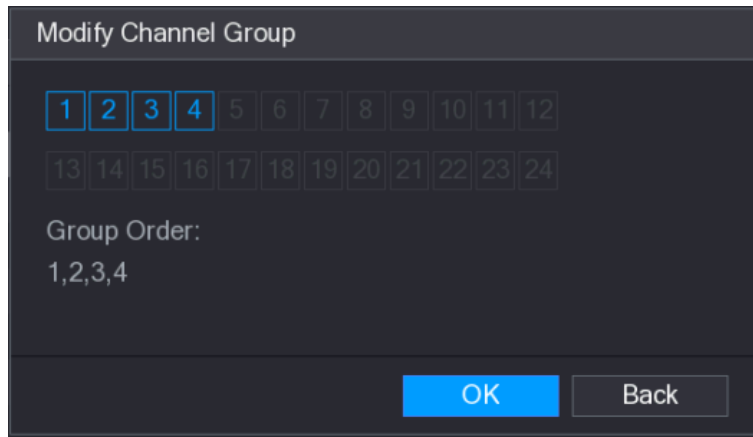 Modify Channel Group
1 2 3 4 5 6 7 8 9 10 11 12
13 14 15 16 17 18 19 20 21 22 23 24
Group Order:
1,2,3,4
OK Back